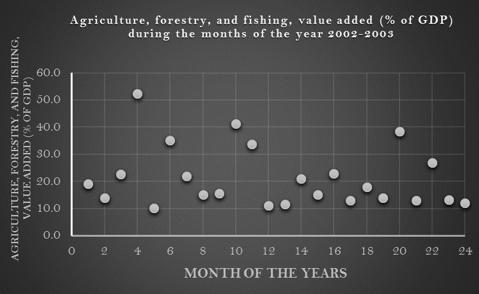 Agriculture, forestry, and fishing, value added (% of GDP)
during the months of the year 2002-2003
AGRICULTURE, FORESTRY, AND FISHING,
VALUE ADDED (% OF GDP)
60.0
50.0
40.0
30.0
20.0
10.0
0.0
0 2 4 6 8 10 12 14 16 18 20 22 24
MONTH OF THE YEARS